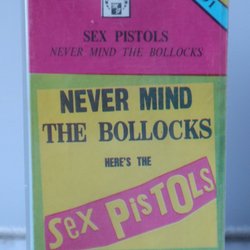 SEX PISTOLS
NEVER MIND THE BOLLOCKS
NEVER MIND
THE BOLLOCKS
HERE'S THE
Sex PisTOLS